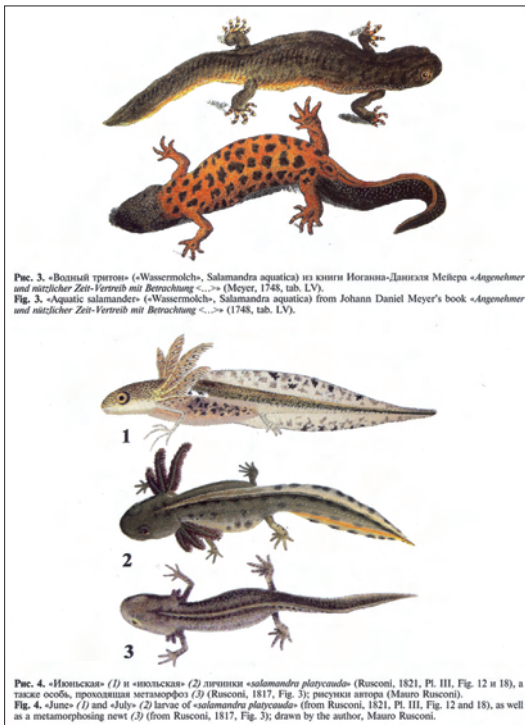 Рис. 3. «Водный тритон» («Wassermolch», Salamandra aquatica) из книги Иоганна-Даниэля Мейера «Angenehmer
und nützlicher Zeit-Vertreib mit Betrachtung <...>» (Meyer, 1748, tab. LV).
Fig. 3. «Aquatic salamander» («Wassermolch», Salamandra aquatica) from Johann Daniel Meyer's book «Angenehmer
und nützlicher Zeit-Vertreib mit Betrachtung <...>» (1748, tab. LV).
1
2
3
Рис. 4. «Июньская» (1) и «июльская» (2) личинки «salamandra platycauda» (Rusconi, 1821, Pl. III, Fig. 12 и 18), а
также особь, проходящая метаморфоз (3) (Rusconi, 1817, Fig. 3); рисунки автора (Mauro Rusconi).
Fig. 4. «June» (1) and «July» (2) larvae of «salamandra platycauda» (from Rusconi, 1821, Pl. III, Fig. 12 and 18), as well
as a metamorphosing newt (3) (from Rusconi, 1817, Fig. 3); drawn by the author, Mauro Rusconi.